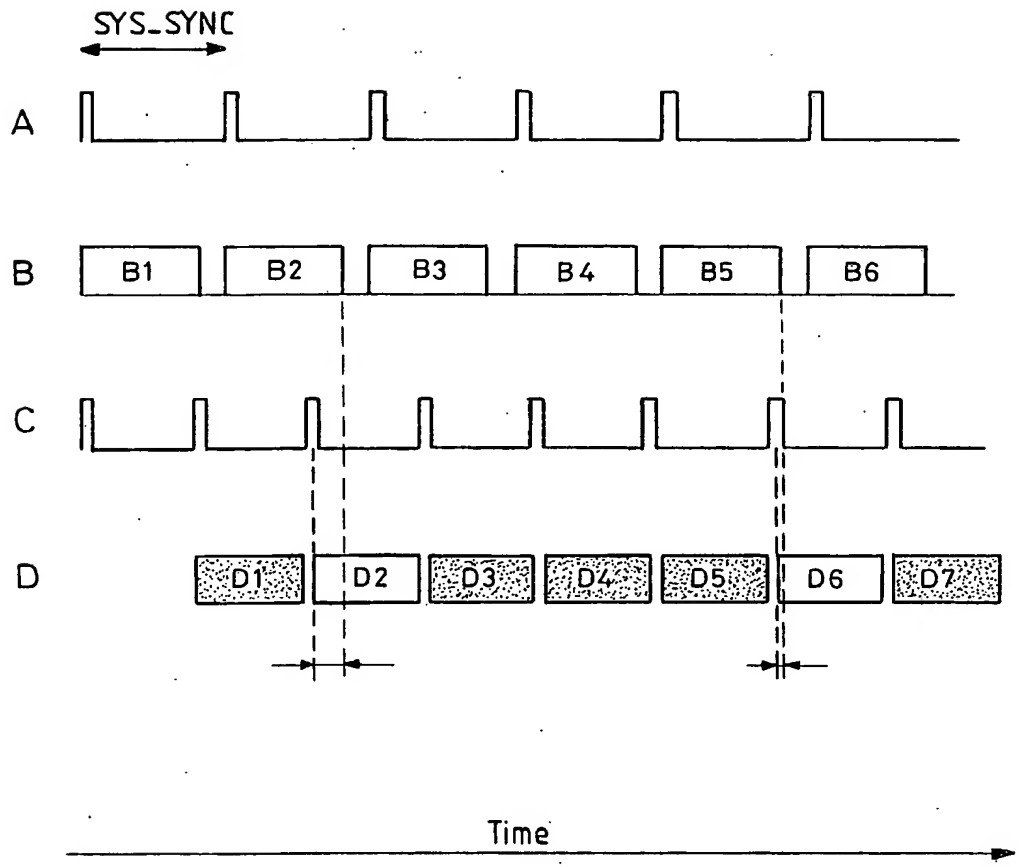 SYS_SYNC
A
B B1 B2 B3 B4 B5 B6
C
D D1 D2 D3 D4 D5 D6 D7
Time